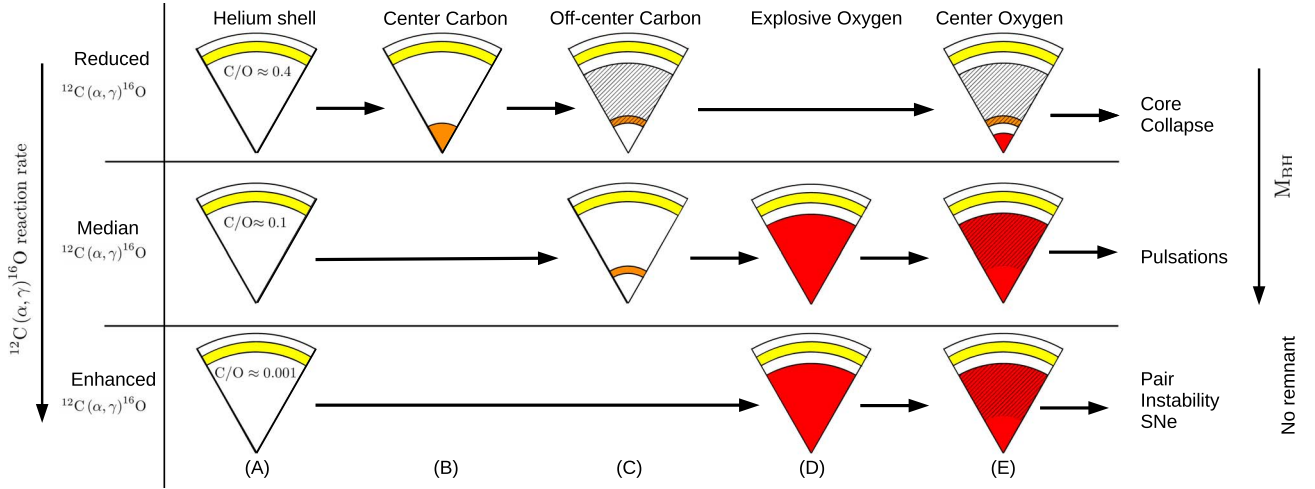 Helium shell
Center Carbon
Off-center Carbon
Explosive Oxygen
Center Oxygen
Reduced
¹²C(α,γ)¹⁶O
C/O ≈ 0.4
Core
Collapse
Median
¹²C(α,γ)¹⁶O
C/O≈ 0.1
Pulsations
Enhanced
¹²C(α,γ)¹⁶O
C/O ≈ 0.001
Pair
Instability
SNe
(A)
(B)
(C)
(D)
(E)
¹²C(α,γ)¹⁶O reaction rate
M_BH
No remnant